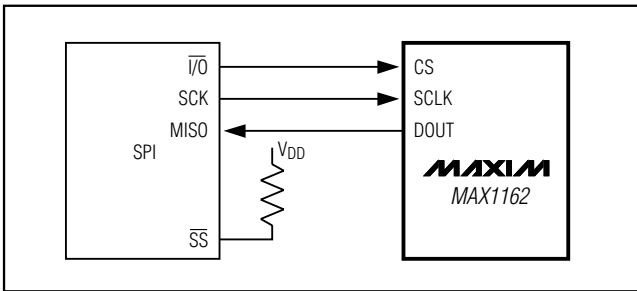 I/O
SCK
MISO
SPI
VDD
SS
CS
SCLK
DOUT
MAXIM
MAX1162